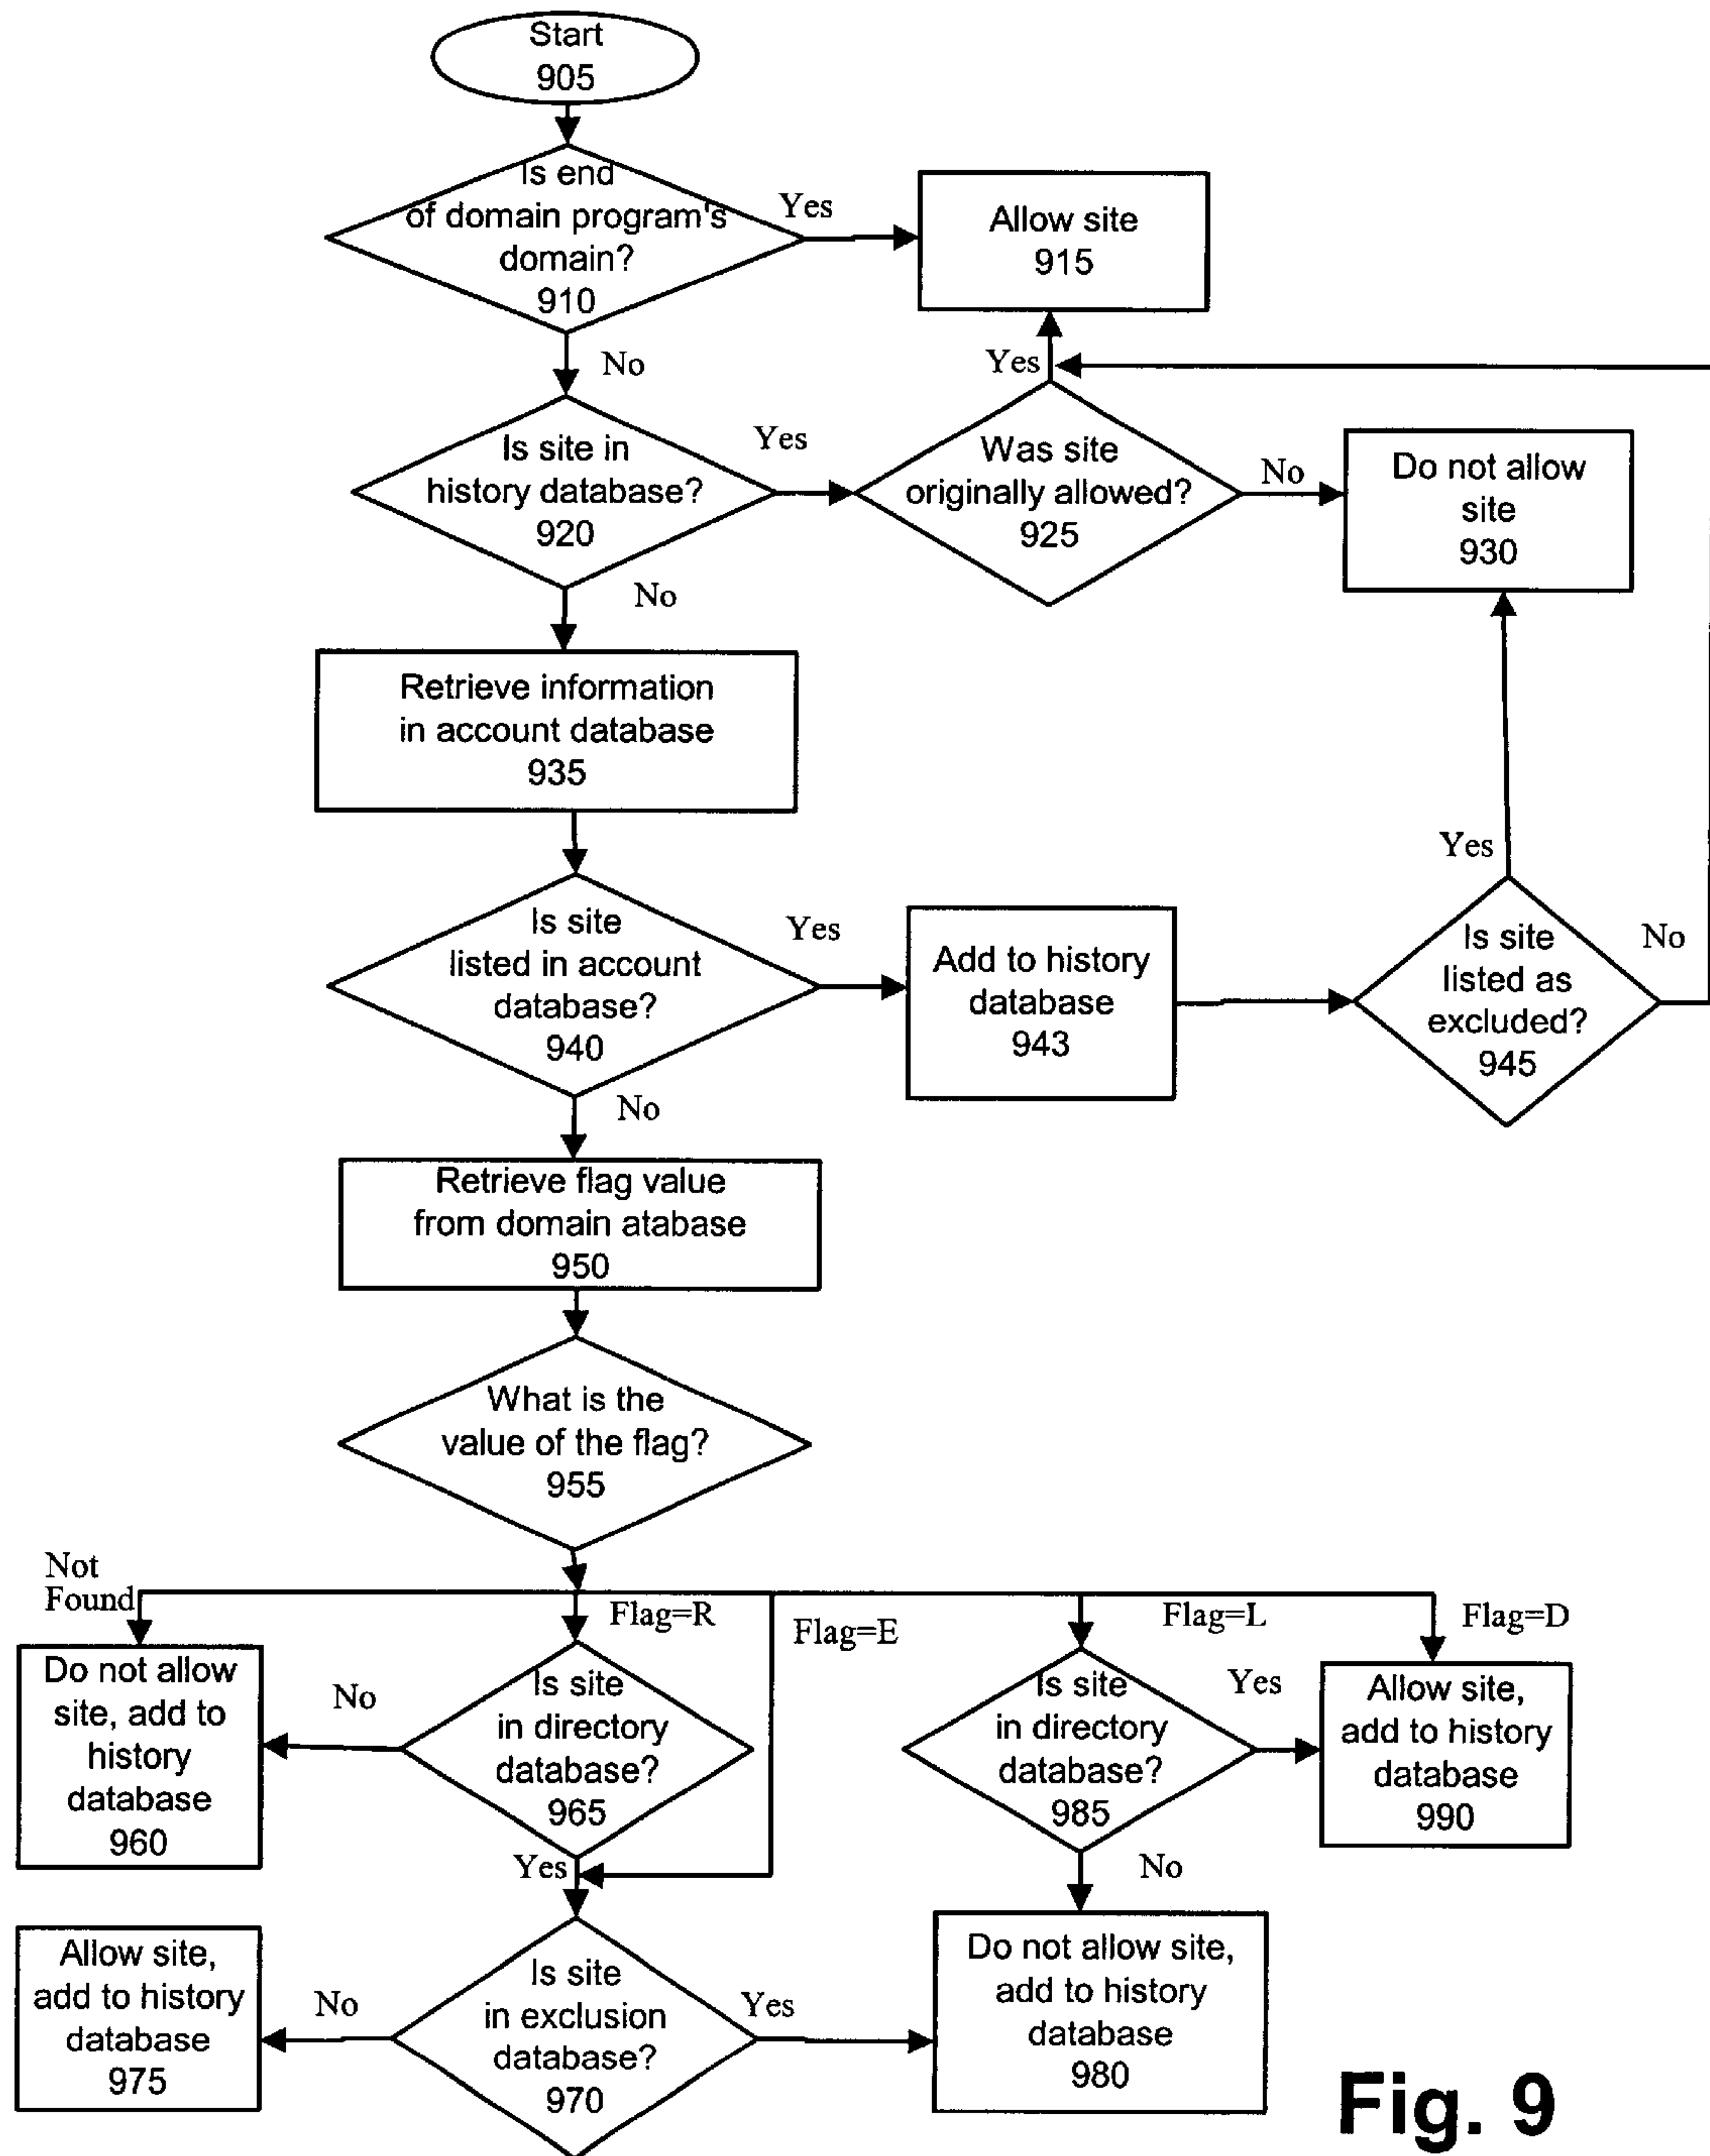 Start
905
Is end
of domain program's
domain?
910
Yes
Allow site
915
No
Yes
Is site in
history database?
920
Yes
Was site
originally allowed?
925
No
Do not allow
site
930
No
Retrieve information
in account database
935
Yes
Is site
listed in account
database?
940
Yes
Add to history
database
943
Is site
listed as
excluded?
945
No
No
Retrieve flag value
from domain atabase
950
What is the
value of the flag?
955
Not
Found
Flag=R
Flag=E
Flag=L
Flag=D
Do not allow
site, add to
history
database
960
No
Is site
in directory
database?
965
Is site
in directory
database?
985
Yes
Allow site,
add to history
database
990
Yes
No
Allow site,
add to history
database
975
No
Is site
in exclusion
database?
970
Yes
Do not allow site,
add to history
database
980
Fig. 9